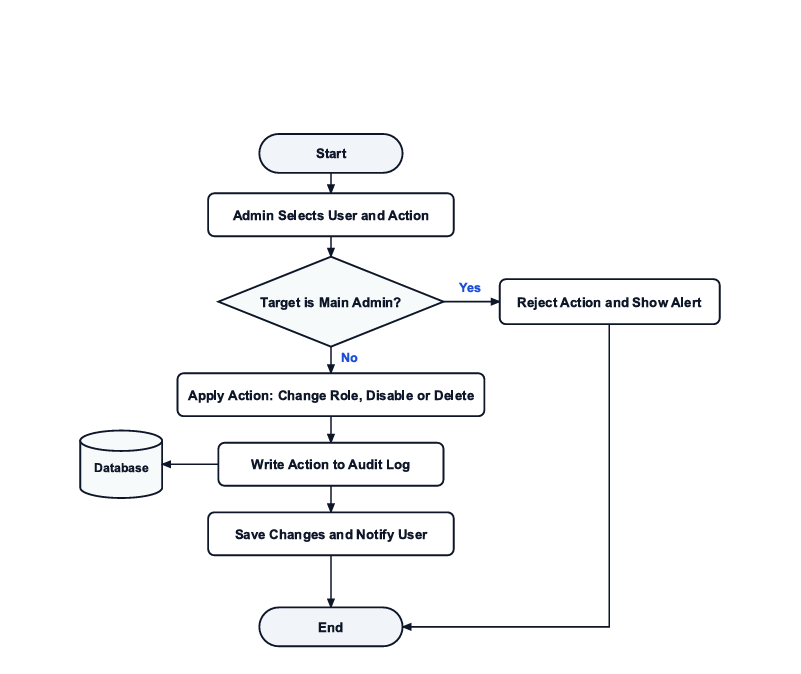 Start
Admin Selects User and Action
Target is Main Admin?
Yes
Reject Action and Show Alert
No
Apply Action: Change Role, Disable or Delete
Write Action to Audit Log
Database
Save Changes and Notify User
End